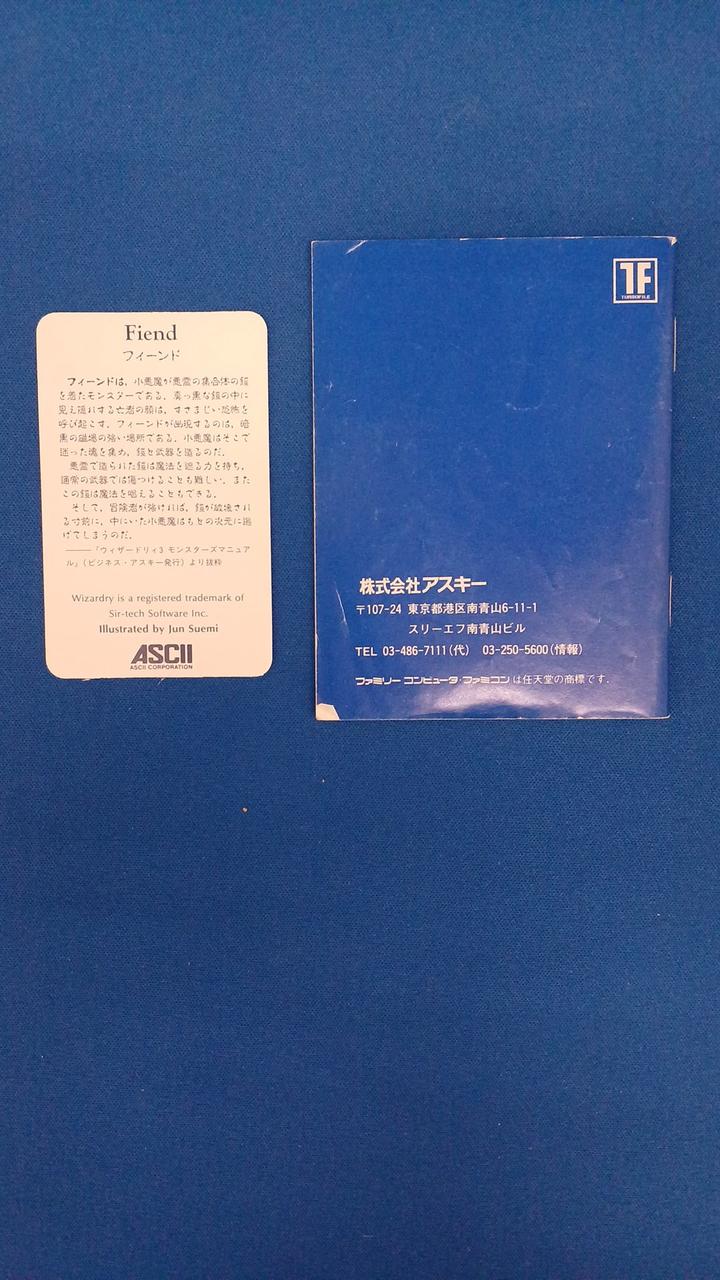 Fiend
フィーンド
フィーンドは，小悪魔が悪霊の集合体の鎧
を着たモンスターである。真っ黒な鎧の中に
見え隠れする亡者の顔は，すさまじい恐怖を
呼び起こす。フィーンドが出現するのは，暗
黒の磁場の強い場所である。小悪魔はそこで
迷った魂を集め，鎧と武器を造るのだ。
悪霊で造られた鎧は魔法を遮る力を持ち，
通常の武器では傷つけることも難しい。また
この鎧は魔法を唱えることもできる。
そして，冒険者が強ければ，鎧が破壊され
る寸前に，中にいた小悪魔はもとの次元に逃
げてしまうのだ。
——「ウィザードリィ3 モンスターズマニュア
ル」（ビジネス・アスキー発行）より抜粋
Wizardry is a registered trademark of
Sir-tech Software Inc.
Illustrated by Jun Suemi
ASCII
ASCII CORPORATION
TF
TURBOFILE
株式会社アスキー
〒107-24 東京都港区南青山6-11-1
スリーエフ南青山ビル
TEL 03-486-7111(代) 03-250-5600(情報)
ファミリー コンピュータ・ファミコン は任天堂の商標です。